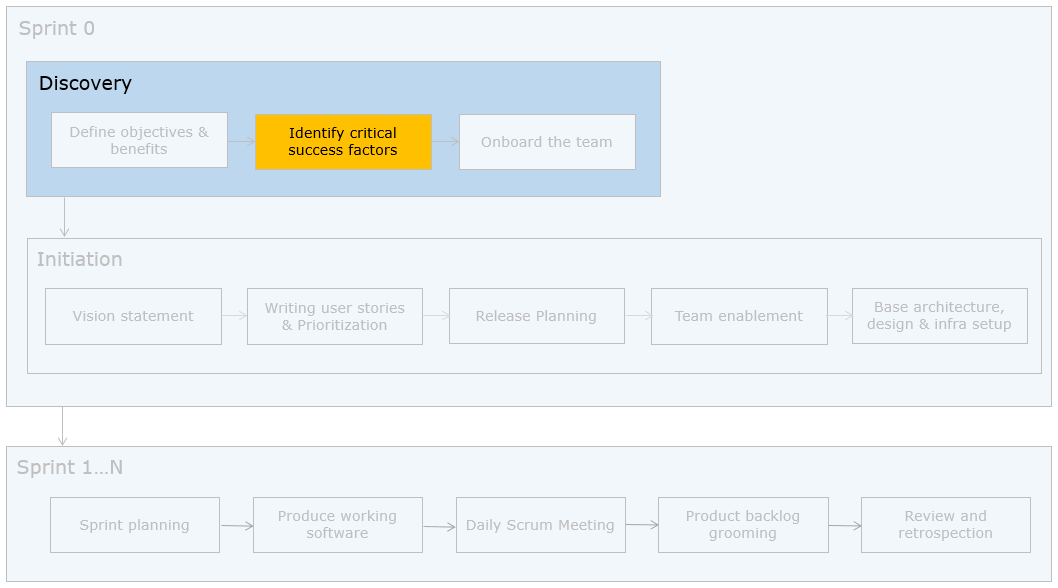 Sprint 0
Discovery
Define objectives &
benefits
Identify critical
success factors
Onboard the team
Initiation
Vision statement
Writing user stories
& Prioritization
Release Planning
Team enablement
Base architecture,
design & infra setup
Sprint 1...N
Sprint planning
Produce working
software
Daily Scrum Meeting
Product backlog
grooming
Review and
retrospection